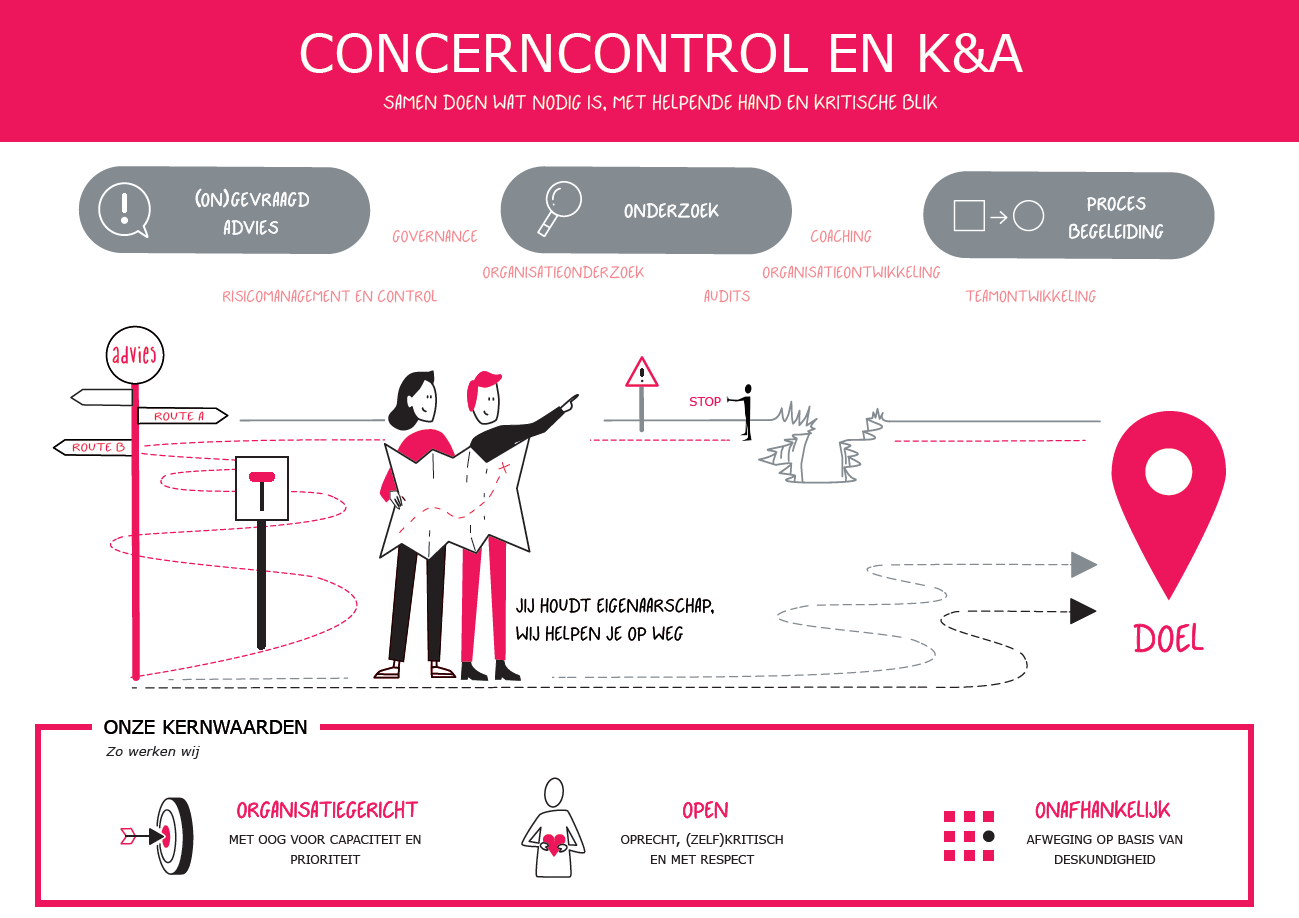 CONCERNCONTROL EN K&A
SAMEN DOEN WAT NODIG IS, MET HELPENDE HAND EN KRITISCHE BLIK
(ON)GEVRAAGD
ADVIES
ONDERZOEK
PROCES
BEGELEIDING
GOVERNANCE
COACHING
ORGANISATIEONDERZOEK
ORGANISATIEONTWIKKELING
RISICOMANAGEMENT EN CONTROL
AUDITS
TEAMONTWIKKELING
advies
ROUTE A
ROUTE B
STOP
JIJ HOUDT EIGENAARSCHAP,
WIJ HELPEN JE OP WEG
DOEL
ONZE KERNWAARDEN
Zo werken wij
ORGANISATIEGERICHT
MET OOG VOOR CAPACITEIT EN
PRIORITEIT
OPEN
OPRECHT, (ZELF)KRITISCH
EN MET RESPECT
ONAFHANKELIJK
AFWEGING OP BASIS VAN
DESKUNDIGHEID